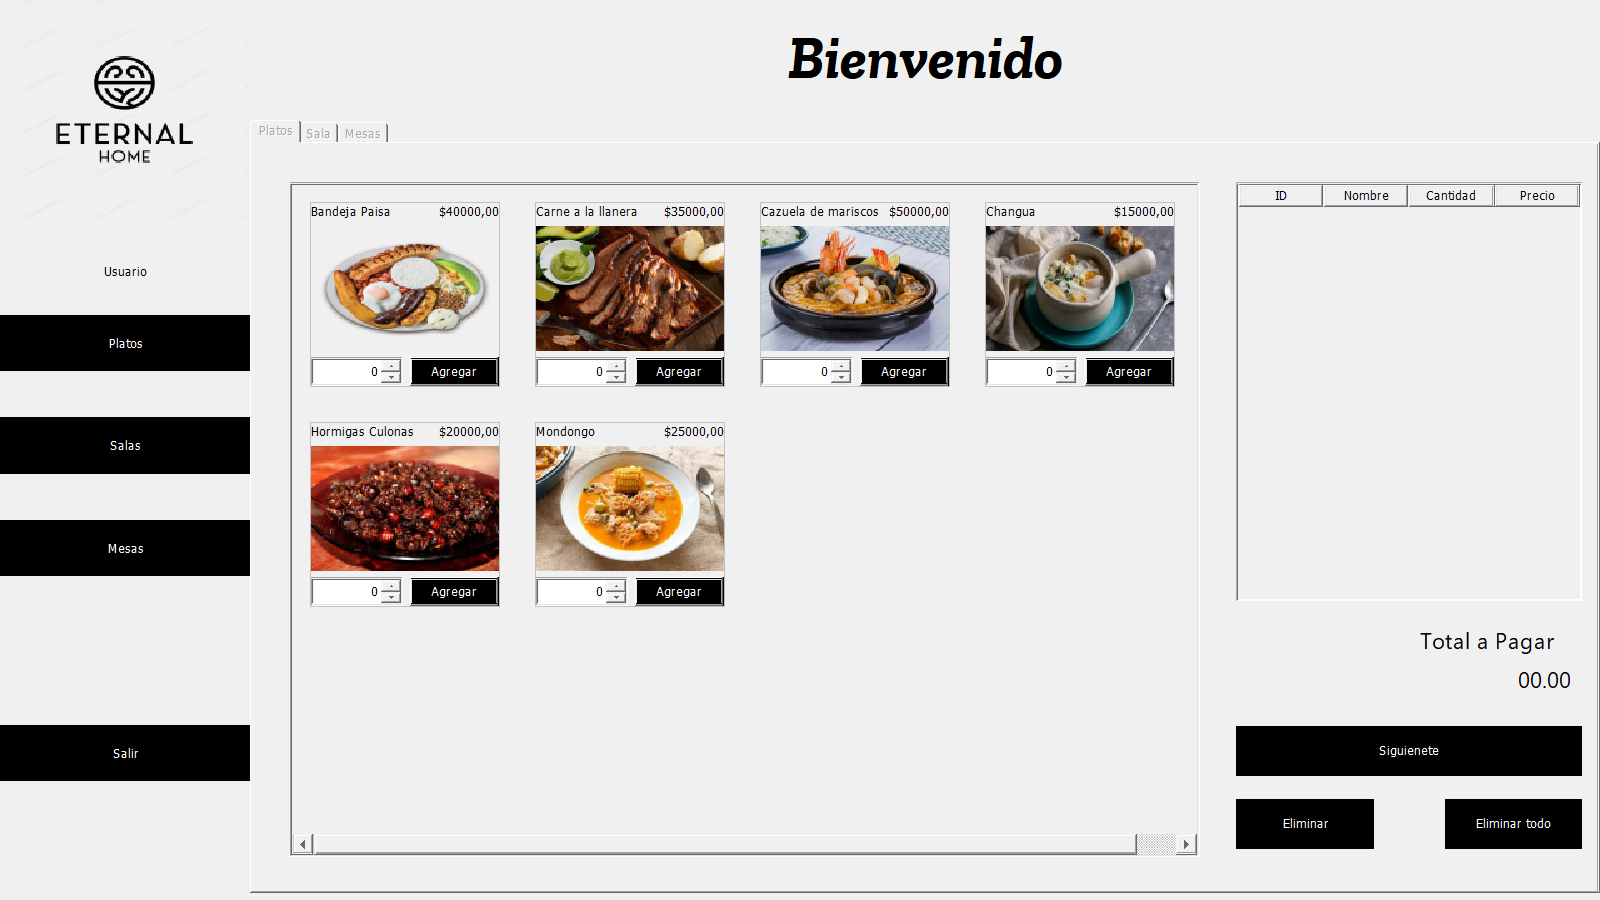 Bienvenido
ETERNAL
HOME
Usuario
Platos
Salas
Mesas
Salir
Platos Sala Mesas
Bandeja Paisa $40000,00
0 Agregar
Carne a la llanera $35000,00
0 Agregar
Cazuela de mariscos $50000,00
0 Agregar
Changua $15000,00
0 Agregar
Hormigas Culonas $20000,00
0 Agregar
Mondongo $25000,00
0 Agregar
ID Nombre Cantidad Precio
Total a Pagar
00.00
Siguienete
Eliminar Eliminar todo